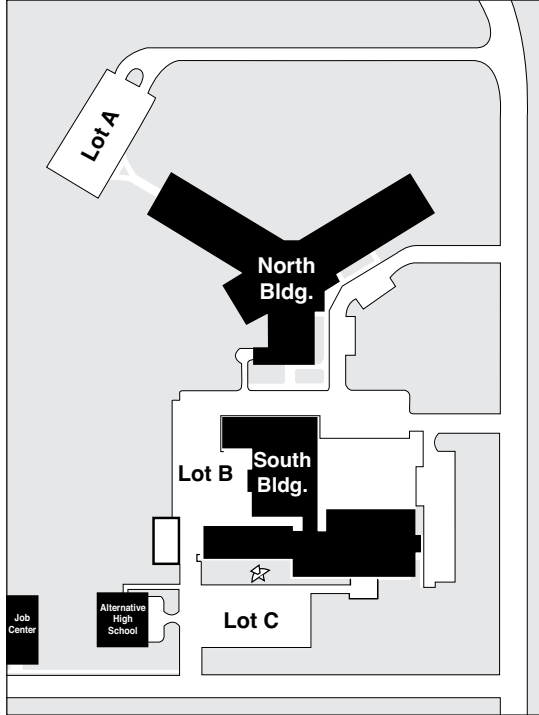 Lot A
North
Bldg.
Lot B
South
Bldg.
Job
Center
Alternative
High
School
Lot C